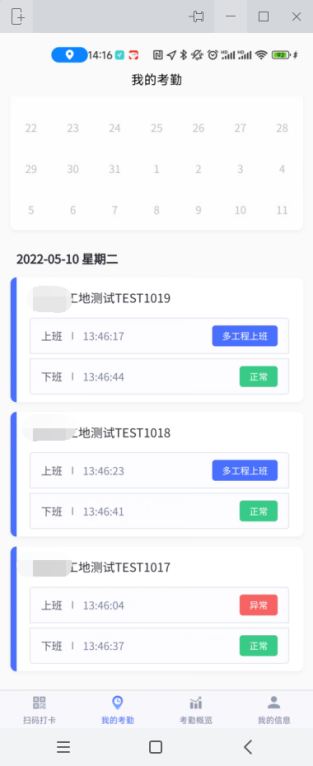 14:16
我的考勤
22 23 24 25 26 27 28
29 30 31 1 2 3 4
5 6 7 8 9 10 11
2022-05-10 星期二
工地测试TEST1019
上班 | 13:46:17 多工程上班
下班 | 13:46:44 正常
工地测试TEST1018
上班 | 13:46:23 多工程上班
下班 | 13:46:41 正常
工地测试TEST1017
上班 | 13:46:04 异常
下班 | 13:46:37 正常
扫码打卡 我的考勤 考勤概览 我的信息